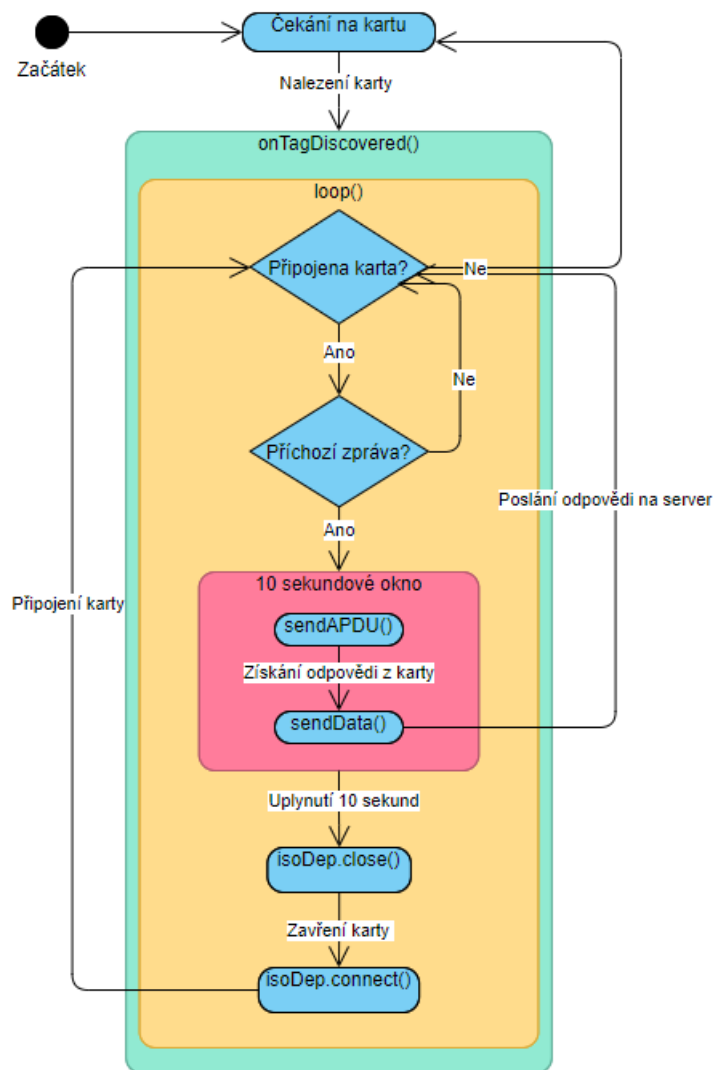 Čekání na kartu
Začátek
Nalezení karty
onTagDiscovered()
loop()
Připojena karta?
Ne
Ano
Ne
Příchozí zpráva?
Poslání odpovědi na server
Ano
10 sekundové okno
Připojení karty
sendAPDU()
Získání odpovědi z karty
sendData()
Uplynutí 10 sekund
isoDep.close()
Zavření karty
isoDep.connect()